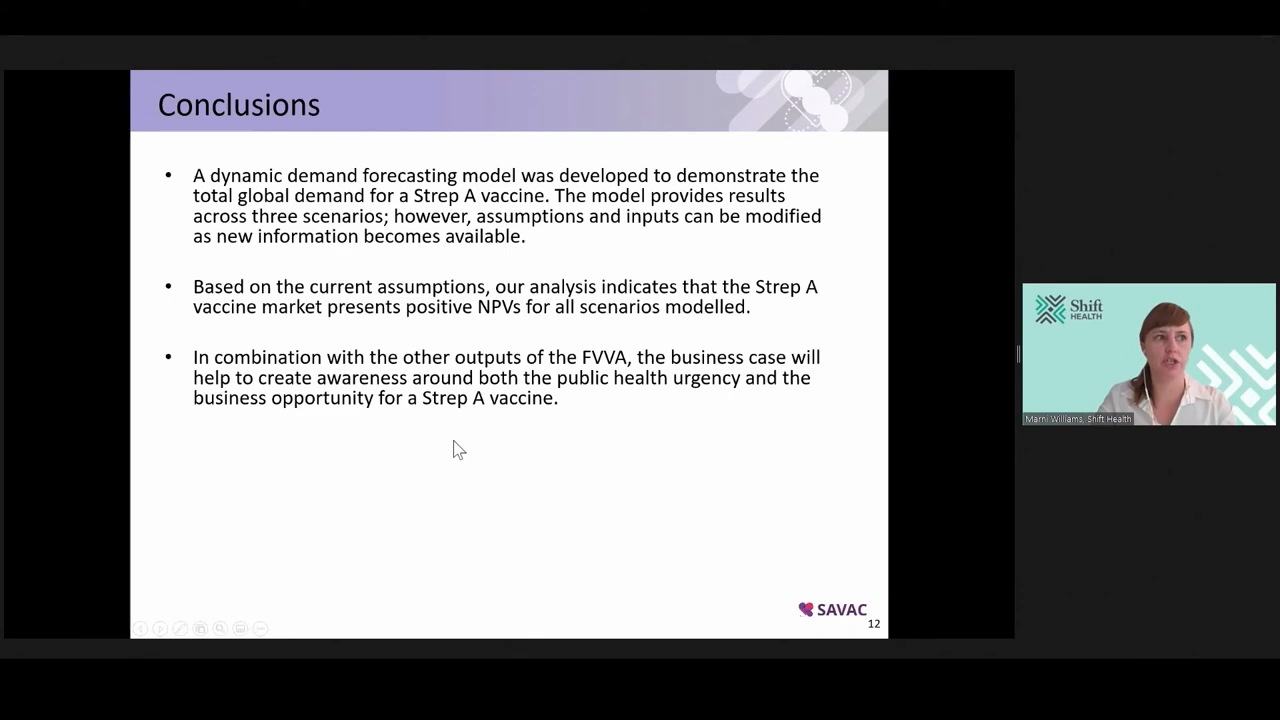 Conclusions
• A dynamic demand forecasting model was developed to demonstrate the
total global demand for a Strep A vaccine. The model provides results
across three scenarios; however, assumptions and inputs can be modified
as new information becomes available.
• Based on the current assumptions, our analysis indicates that the Strep A
vaccine market presents positive NPVs for all scenarios modelled.
• In combination with the other outputs of the FVVA, the business case will
help to create awareness around both the public health urgency and the
business opportunity for a Strep A vaccine.
SAVAC
12
Shift
HEALTH
Marni Williams, Shift Health